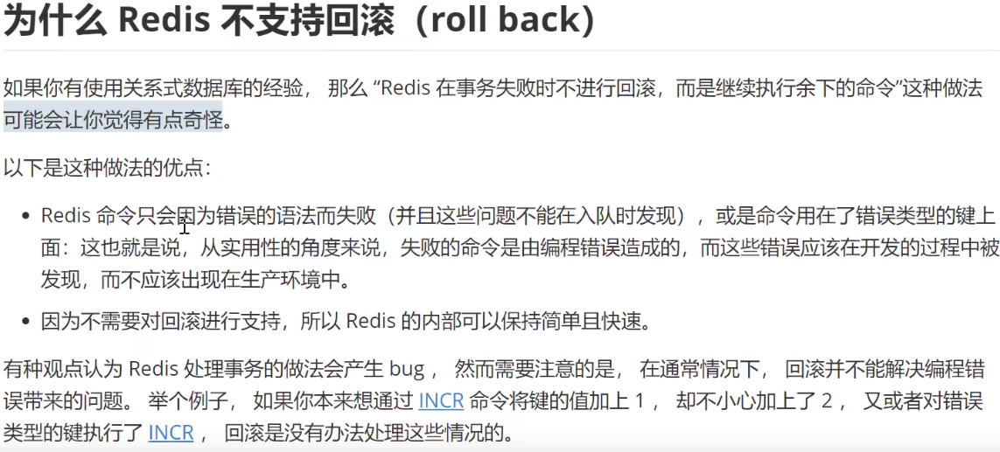 为什么 Redis 不支持回滚（roll back）
如果你有使用关系式数据库的经验， 那么 “Redis 在事务失败时不进行回滚，而是继续执行余下的命令”这种做法
可能会让你觉得有点奇怪。
以下是这种做法的优点：
• Redis 命令只会因为错误的语法而失败（并且这些问题不能在入队时发现），或是命令用在了错误类型的键上
面：这也就是说，从实用性的角度来说，失败的命令是由编程错误造成的，而这些错误应该在开发的过程中被
发现，而不应该出现在生产环境中。
• 因为不需要对回滚进行支持，所以 Redis 的内部可以保持简单且快速。
有种观点认为 Redis 处理事务的做法会产生 bug ， 然而需要注意的是， 在通常情况下， 回滚并不能解决编程错
误带来的问题。 举个例子， 如果你本来想通过 INCR 命令将键的值加上 1 ， 却不小心加上了 2 ， 又或者对错误
类型的键执行了 INCR ， 回滚是没有办法处理这些情况的。